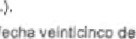 .).
fecha veinticinco de